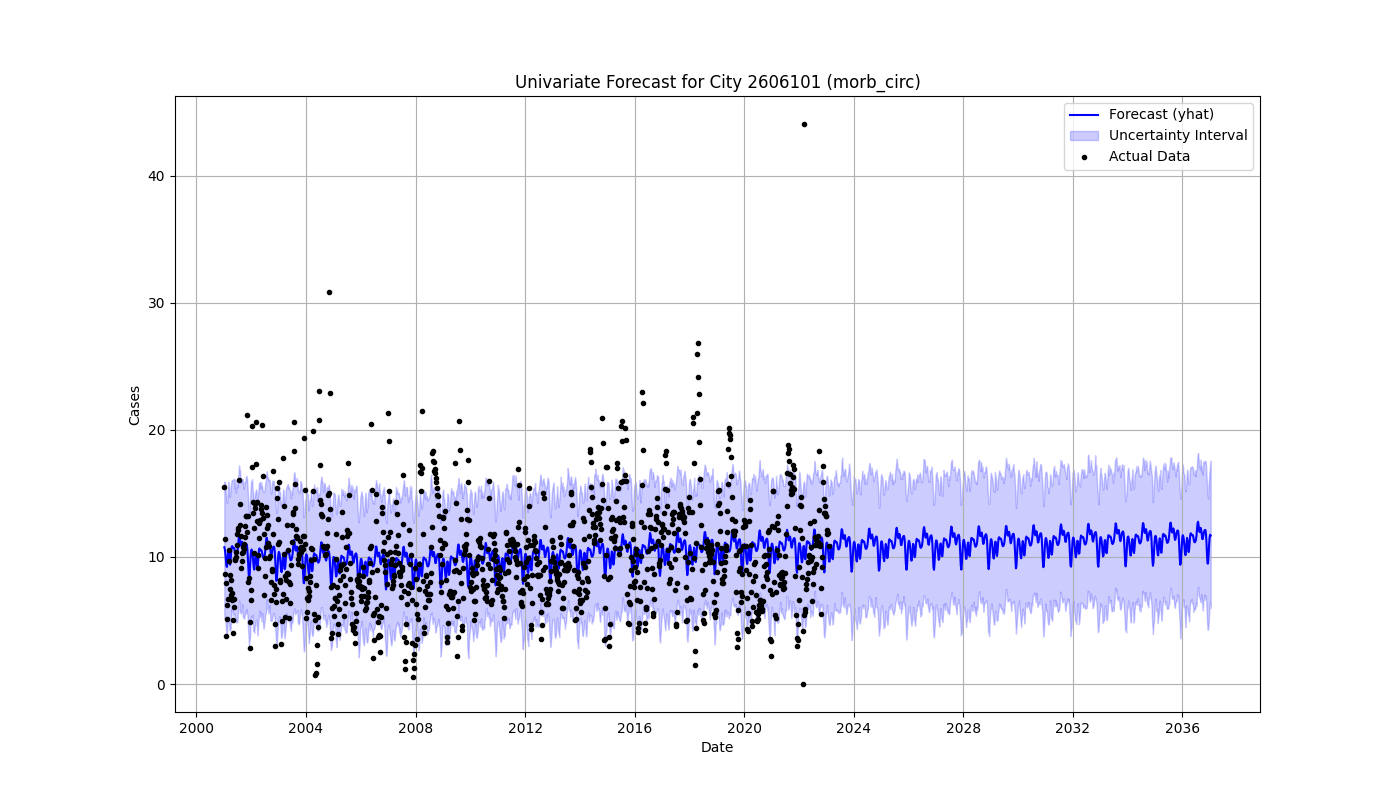 Univariate Forecast for City 2606101 (morb_circ)
Forecast (yhat)
Uncertainty Interval
Actual Data
Cases
40
30
20
10
0
2000 2004 2008 2012 2016 2020 2024 2028 2032 2036
Date